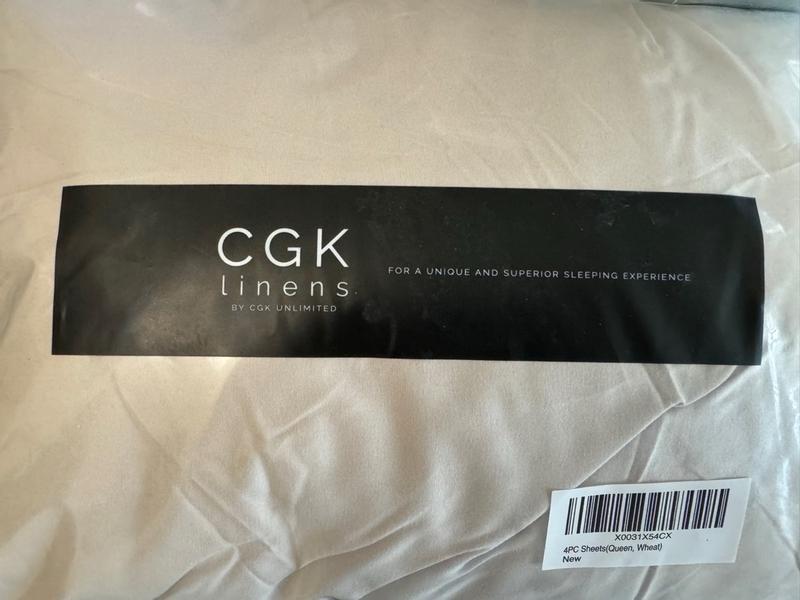 CGK
linens
BY CGK UNLIMITED
FOR A UNIQUE AND SUPERIOR SLEEPING EXPERIENCE
X0031X54CX
4PC Sheets(Queen, Wheat)
New